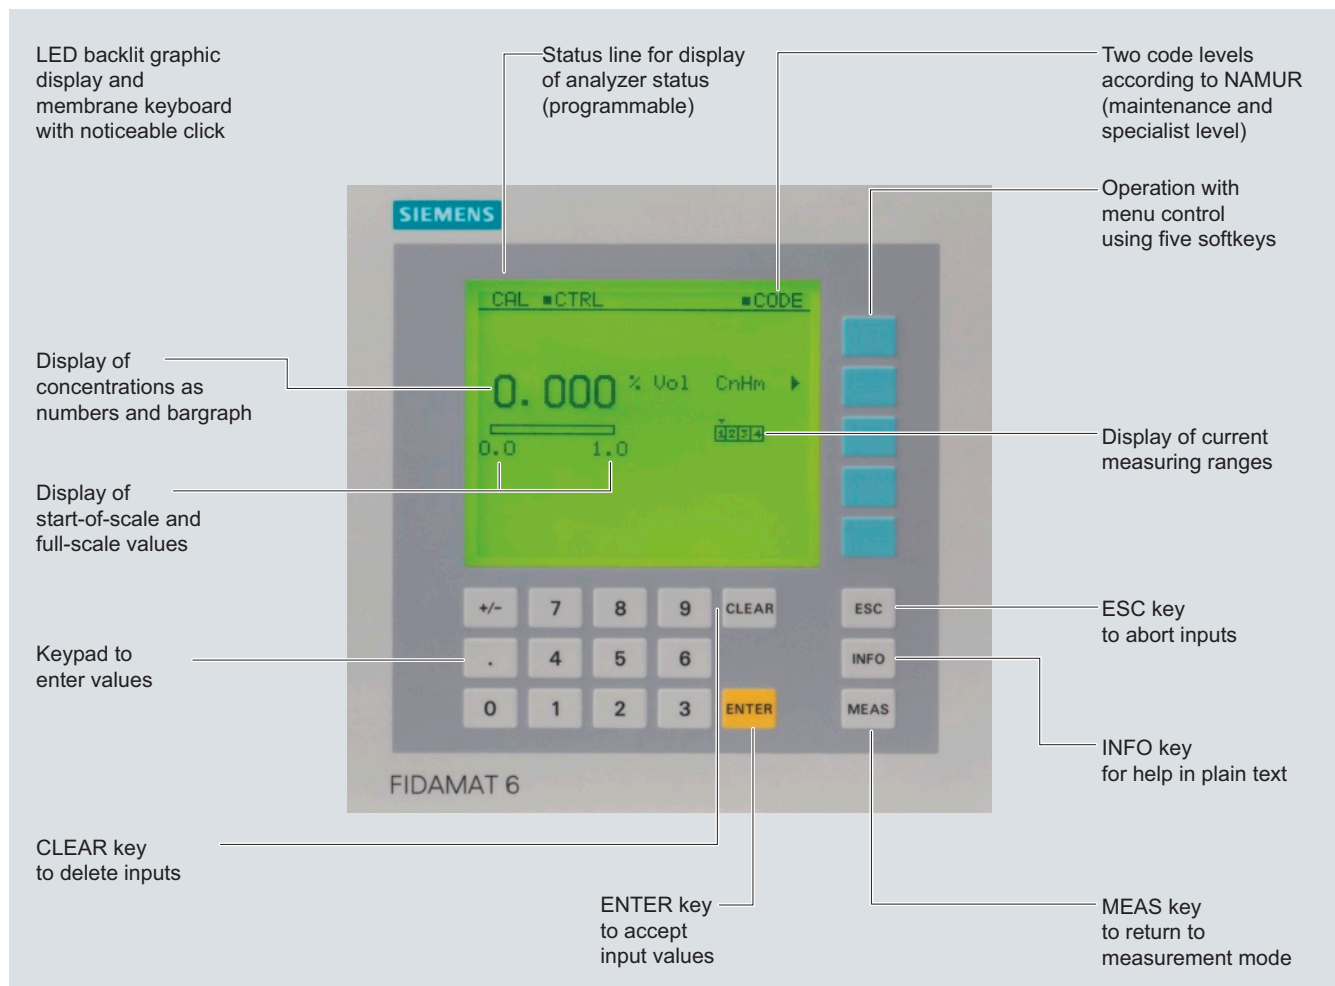 LED backlit graphic
display and
membrane keyboard
with noticeable click
Status line for display
of analyzer status
(programmable)
Two code levels
according to NAMUR
(maintenance and
specialist level)
Operation with
menu control
using five softkeys
SIEMENS
CAL ■CTRL ■CODE
Display of
concentrations as
numbers and bargraph
0.000 % Vol CnHm
1 2 3 4
0.0 1.0
Display of current
measuring ranges
Display of
start-of-scale and
full-scale values
+/- 7 8 9 CLEAR ESC
ESC key
to abort inputs
Keypad to
enter values
. 4 5 6 INFO
0 1 2 3 ENTER MEAS
INFO key
for help in plain text
FIDAMAT 6
CLEAR key
to delete inputs
ENTER key
to accept
input values
MEAS key
to return to
measurement mode